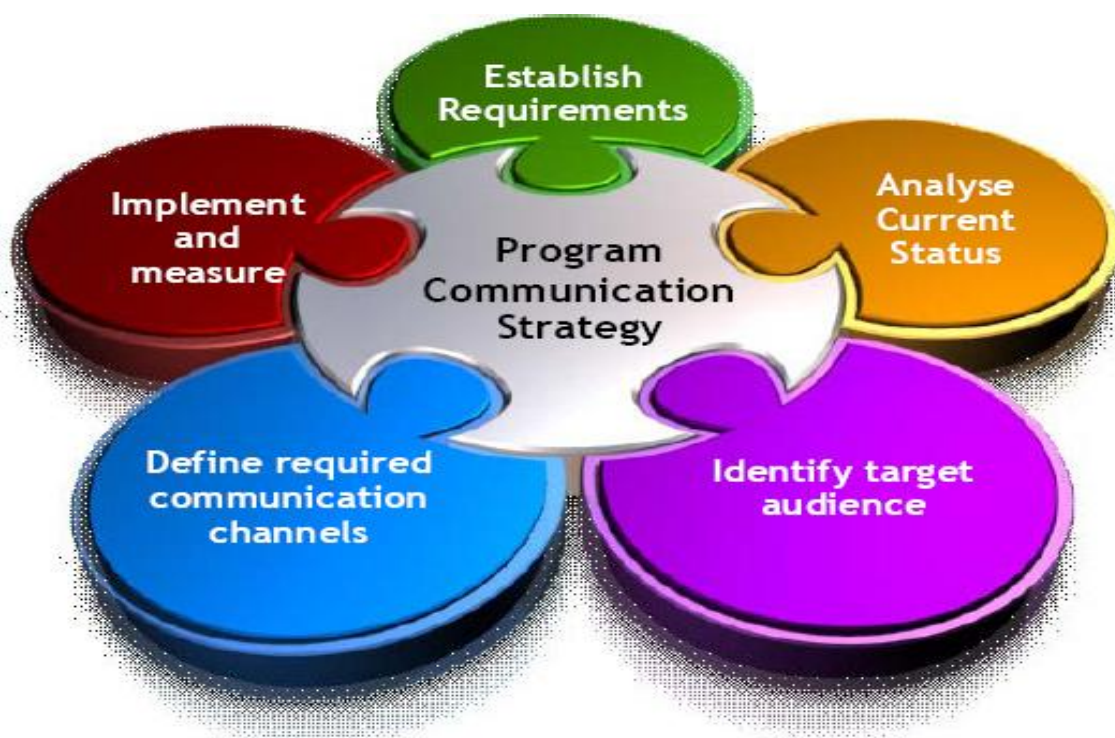 Establish
Requirements
Analyse
Current
Status
Identify target
audience
Define required
communication
channels
Implement
and
measure
Program
Communication
Strategy